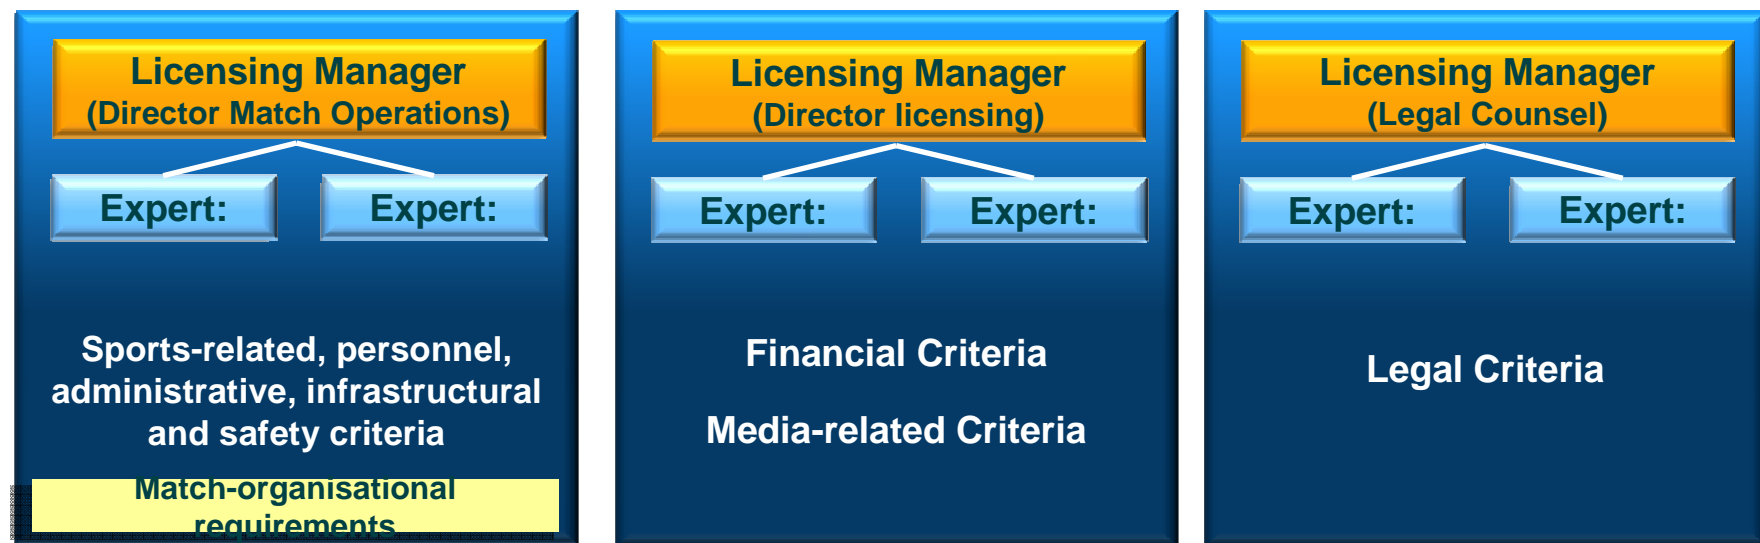 Licensing Manager
(Director Match Operations)
Expert:
Expert:
Sports-related, personnel,
administrative, infrastructural
and safety criteria
Match-organisational
requirements
Licensing Manager
(Director licensing)
Expert:
Expert:
Financial Criteria
Media-related Criteria
Licensing Manager
(Legal Counsel)
Expert:
Expert:
Legal Criteria